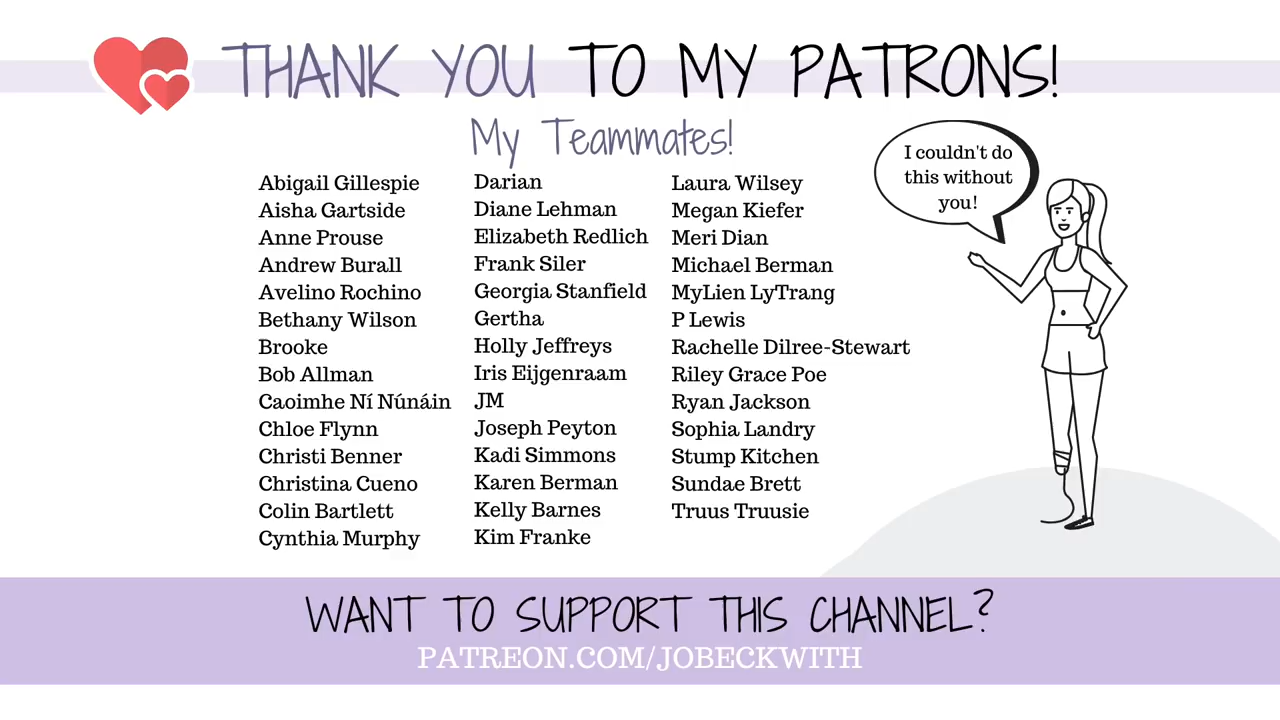 THANK YOU TO MY PATRONS!
My Teammates!
Abigail Gillespie
Aisha Gartside
Anne Prouse
Andrew Burall
Avelino Rochino
Bethany Wilson
Brooke
Bob Allman
Caoimhe Ní Núnáin
Chloe Flynn
Christi Benner
Christina Cueno
Colin Bartlett
Cynthia Murphy
Darian
Diane Lehman
Elizabeth Redlich
Frank Siler
Georgia Stanfield
Gertha
Holly Jeffreys
Iris Eijgenraam
JM
Joseph Peyton
Kadi Simmons
Karen Berman
Kelly Barnes
Kim Franke
Laura Wilsey
Megan Kiefer
Meri Dian
Michael Berman
MyLien LyTrang
P Lewis
Rachelle Dilree-Stewart
Riley Grace Poe
Ryan Jackson
Sophia Landry
Stump Kitchen
Sundae Brett
Truus Truusie
I couldn't do
this without
you!
WANT TO SUPPORT THIS CHANNEL?
PATREON.COM/JOBECKWITH